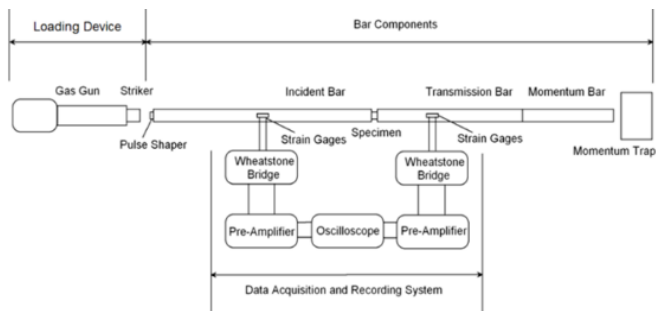 Loading Device
Bar Components
Gas Gun
Striker
Incident Bar
Transmission Bar
Momentum Bar
Pulse Shaper
Strain Gages
Specimen
Strain Gages
Momentum Trap
Wheatstone
Bridge
Wheatstone
Bridge
Pre-Amplifier
Oscilloscope
Pre-Amplifier
Data Acquisition and Recording System